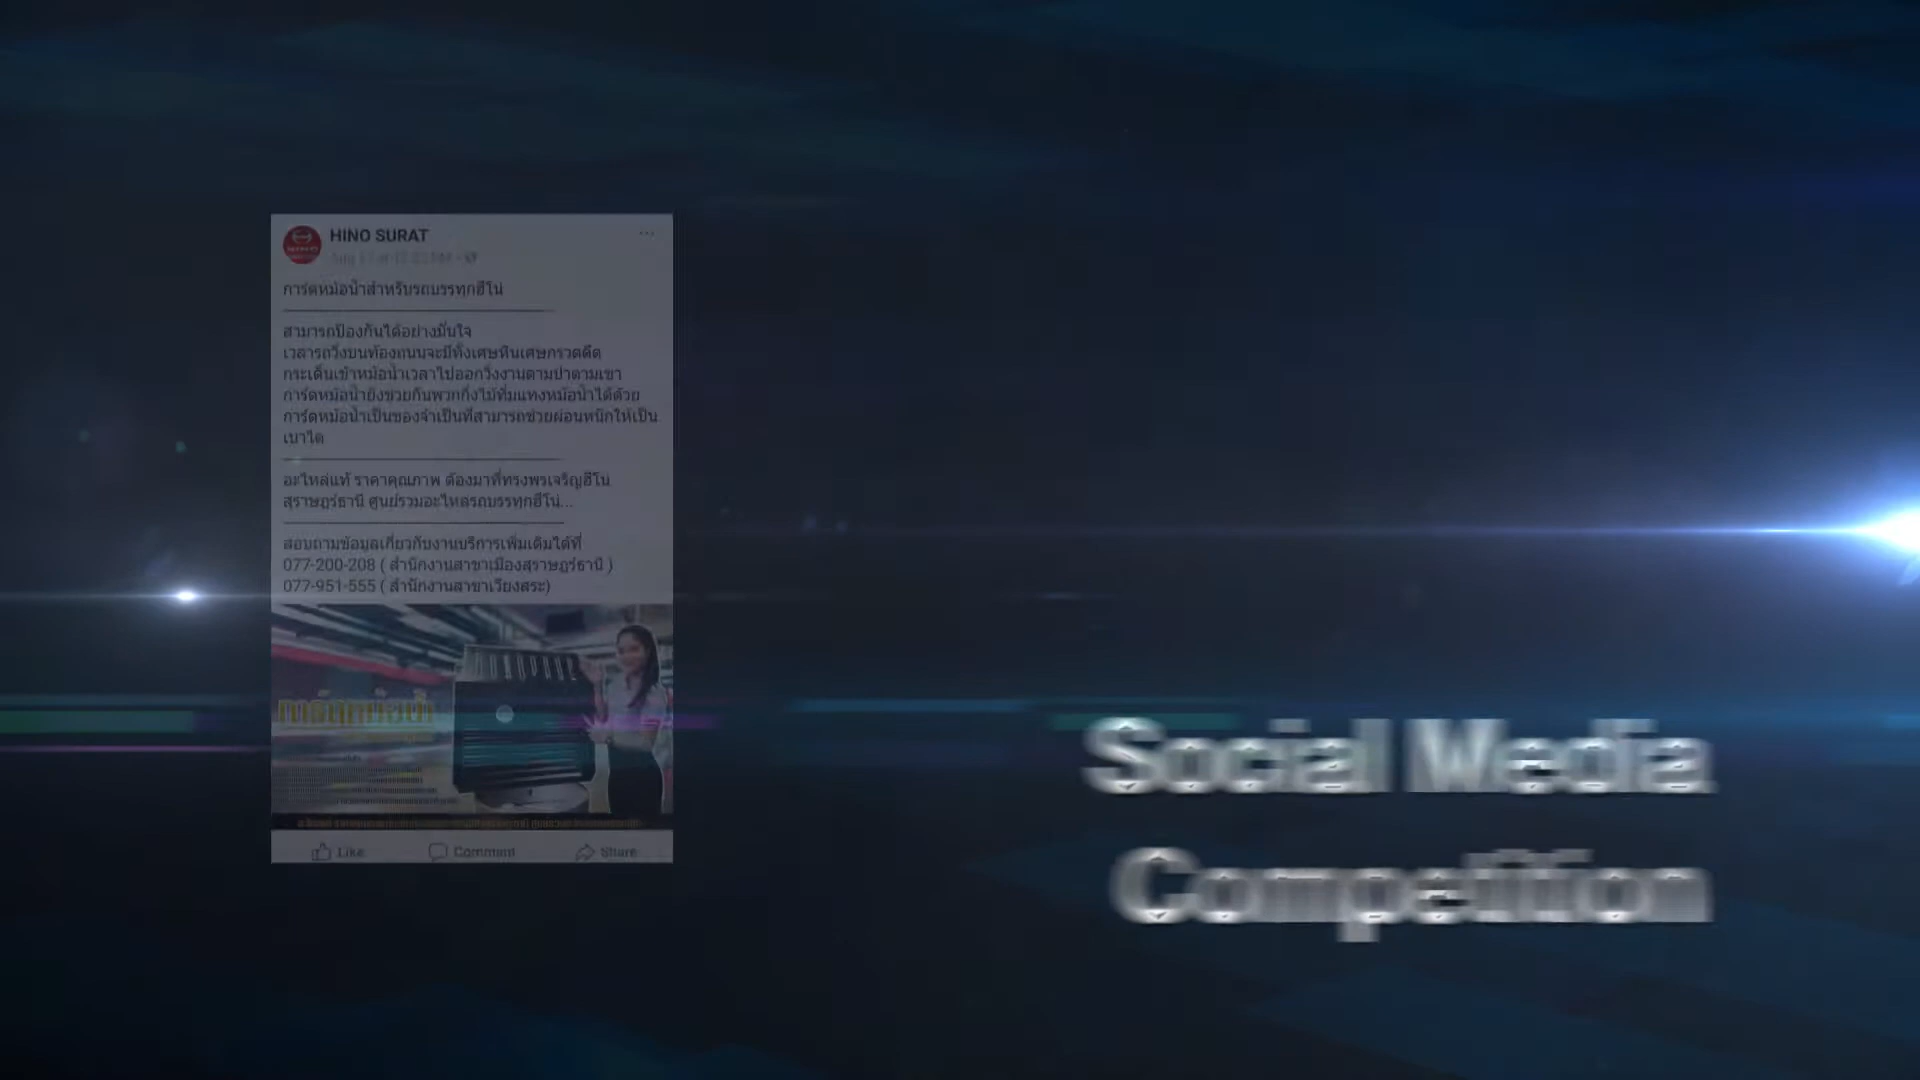 HINO SURAT
การ์ดหม้อน้ำสำหรับรถบรรทุกฮีโน่
สามารถป้องกันได้อย่างมั่นใจ
เวลารถวิ่งบนท้องถนนจะมีทั้งเศษหินเศษกรวดดีด
กระเด็นเข้าหม้อน้ำเวลาไปออกวิ่งงานตามป่าตามเขา
การ์ดหม้อน้ำยังช่วยกันพวกกิ่งไม้ที่มแทงหม้อน้ำได้ด้วย
การ์ดหม้อน้ำเป็นของจำเป็นที่สามารถช่วยผ่อนหนักให้เป็น
เบาได้
อะไหล่แท้ ราคาคุณภาพ ต้องมาที่ทรงพรเจริญฮีโน่
สุราษฎร์ธานี ศูนย์รวมอะไหล่รถบรรทุกฮีโน่...
สอบถามข้อมูลเกี่ยวกับงานบริการเพิ่มเติมได้ที่
077-200-208 ( สำนักงานสาขาเมืองสุราษฎร์ธานี )
077-951-555 ( สำนักงานสาขาเวียงสระ)
การ์ดหม้อน้ำ
Like Comment Share
Social Media
Competition